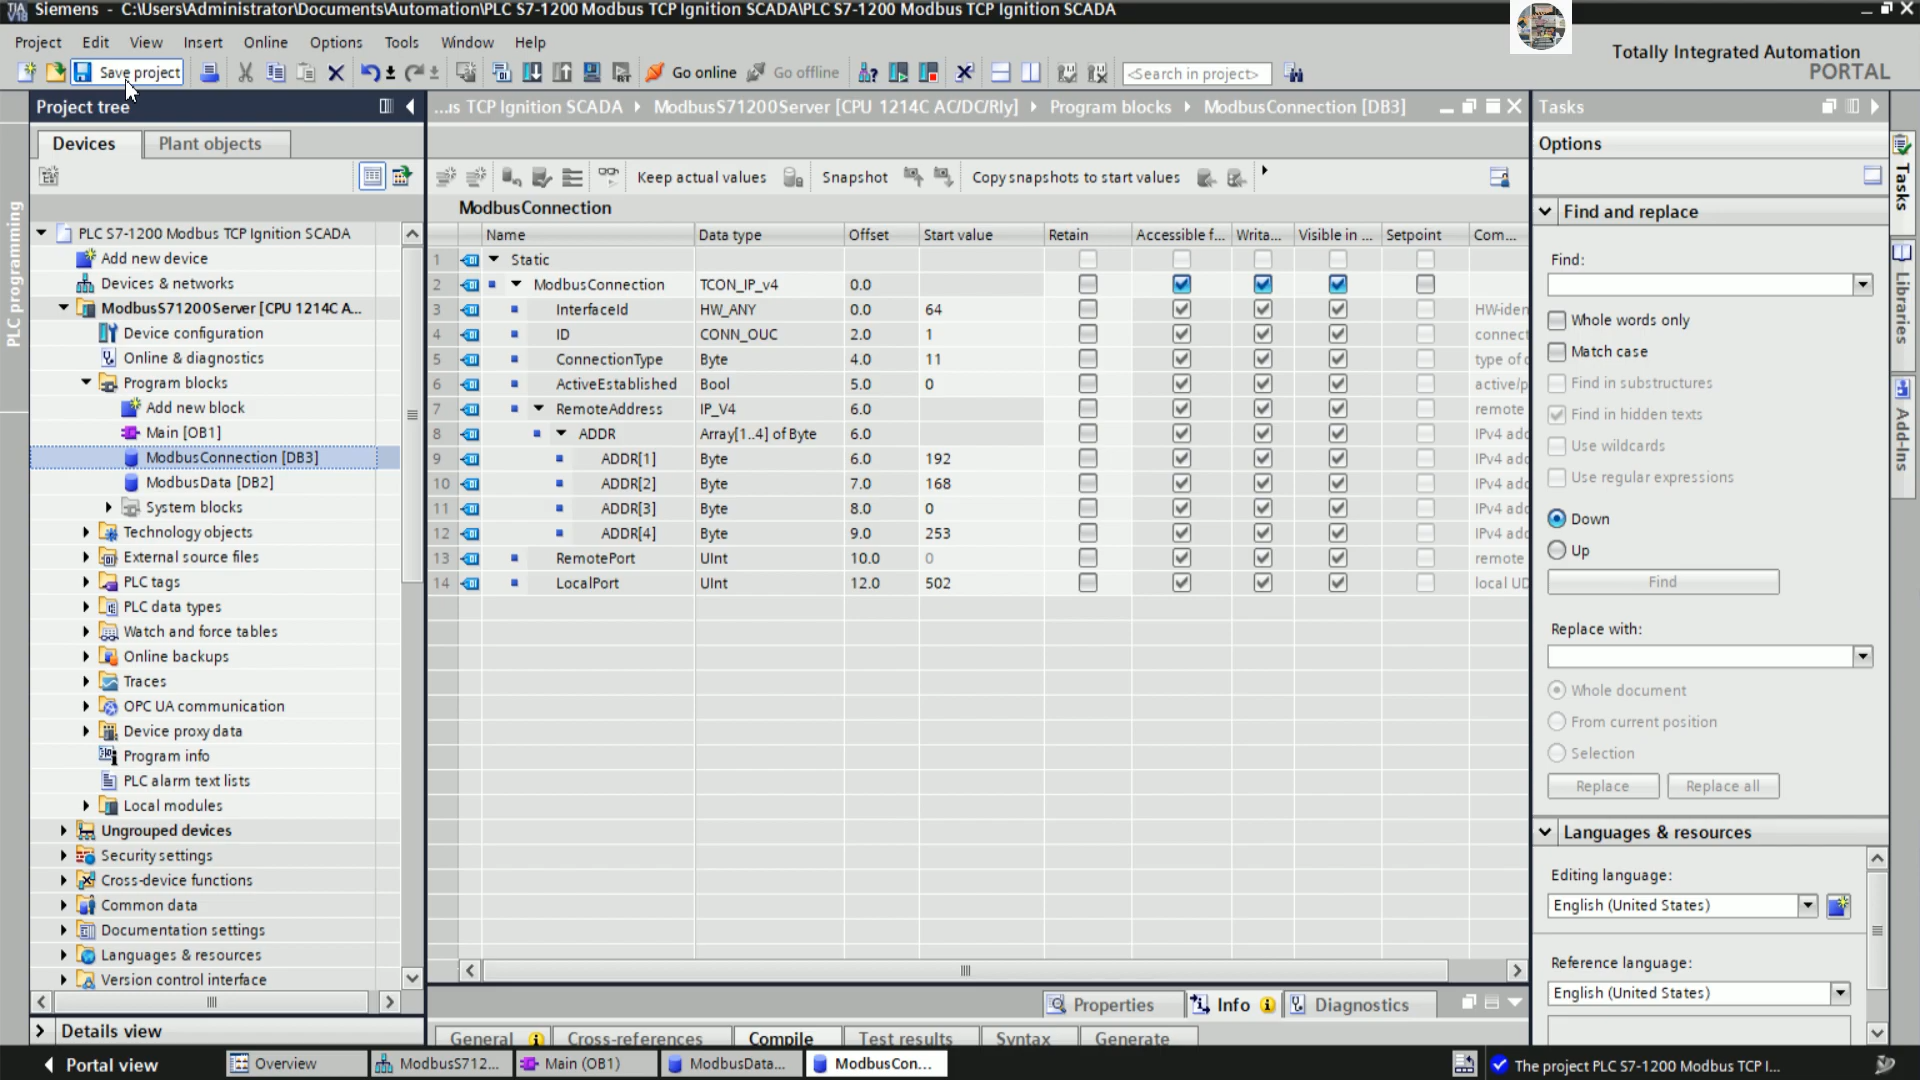 TIA V18
Siemens - C:\Users\Administrator\Documents\Automation\PLC S7-1200 Modbus TCP Ignition SCADA\PLC S7-1200 Modbus TCP Ignition SCADA
Project Edit View Insert Online Options Tools Window Help
Totally Integrated Automation
PORTAL
Save project Go online Go offline <Search in project>
Project tree
...us TCP Ignition SCADA ModbusS71200Server [CPU 1214C AC/DC/Rly] Program blocks ModbusConnection [DB3]
Tasks
Devices Plant objects
Options
Keep actual values Snapshot Copy snapshots to start values
PLC programming
ModbusConnection
Name Data type Offset Start value Retain Accessible f... Writa... Visible in ... Setpoint Com...
1 Static
2 ModbusConnection TCON_IP_v4 0.0
3 InterfaceId HW_ANY 0.0 64 HW-iden
4 ID CONN_OUC 2.0 1 connect
5 ConnectionType Byte 4.0 11 type of c
6 ActiveEstablished Bool 5.0 0 active/p
7 RemoteAddress IP_V4 6.0 remote
8 ADDR Array[1..4] of Byte 6.0 IPv4 add
9 ADDR[1] Byte 6.0 192 IPv4 add
10 ADDR[2] Byte 7.0 168 IPv4 add
11 ADDR[3] Byte 8.0 0 IPv4 add
12 ADDR[4] Byte 9.0 253 IPv4 add
13 RemotePort UInt 10.0 0 remote
14 LocalPort UInt 12.0 502 local UD
PLC S7-1200 Modbus TCP Ignition SCADA
Add new device
Devices & networks
ModbusS71200Server [CPU 1214C A...
Device configuration
Online & diagnostics
Program blocks
Add new block
Main [OB1]
ModbusConnection [DB3]
ModbusData [DB2]
System blocks
Technology objects
External source files
PLC tags
PLC data types
Watch and force tables
Online backups
Traces
OPC UA communication
Device proxy data
Program info
PLC alarm text lists
Local modules
Ungrouped devices
Security settings
Cross-device functions
Common data
Documentation settings
Languages & resources
Version control interface
Details view
Find and replace
Find:
Whole words only
Match case
Find in substructures
Find in hidden texts
Use wildcards
Use regular expressions
Down
Up
Find
Replace with:
Whole document
From current position
Selection
Replace Replace all
Languages & resources
Editing language:
English (United States)
Reference language:
English (United States)
Tasks
Libraries
Add-Ins
Properties Info Diagnostics
General Cross-references Compile Test results Syntax Generate
Portal view Overview ModbusS712... Main (OB1) ModbusData... ModbusCon... The project PLC S7-1200 Modbus TCP I...